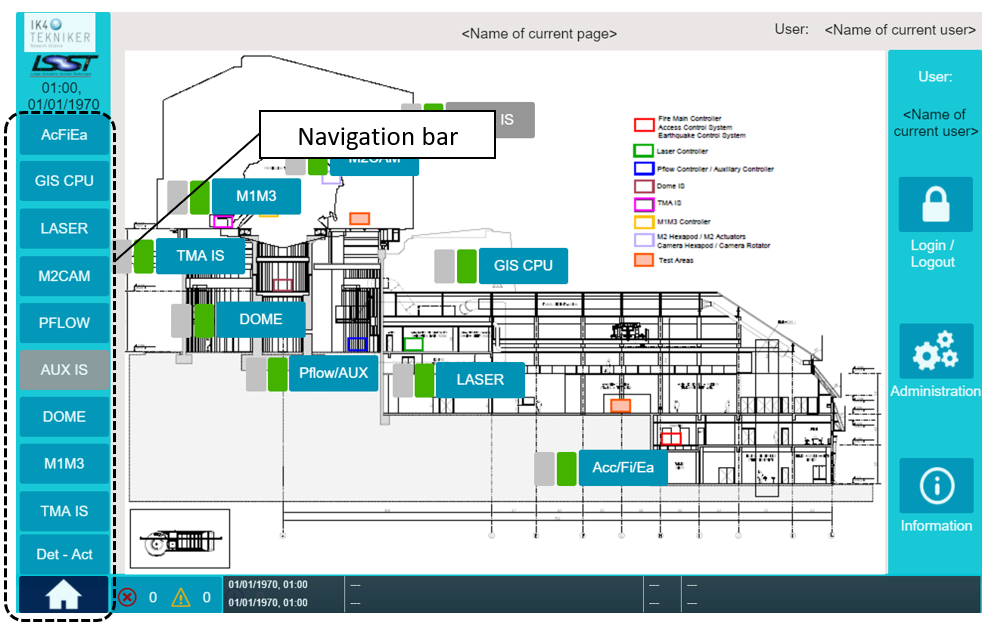 IK4
TEKNIKER
LSST
01:00,
01/01/1970
AcFiEa
GIS CPU
LASER
M2CAM
PFLOW
AUX IS
DOME
M1M3
TMA IS
Det - Act
<Name of current page>
User: <Name of current user>
Navigation bar
IS
M2CAM
M1M3
TMA IS
GIS CPU
DOME
Pflow/AUX
LASER
Acc/Fi/Ea
Fire Main Controller
Access Control System
Earthquake Control System
Laser Controller
Pflow Controller / Auxiliary Controller
Dome IS
TMA IS
M1M3 Controller
M2 Hexapod / M2 Actuators
Camera Hexapod / Camera Rotator
Test Areas
User:
<Name of
current user>
Login /
Logout
Administration
Information
0 0
01/01/1970, 01:00 --- --- ---
01/01/1970, 01:00 --- --- ---